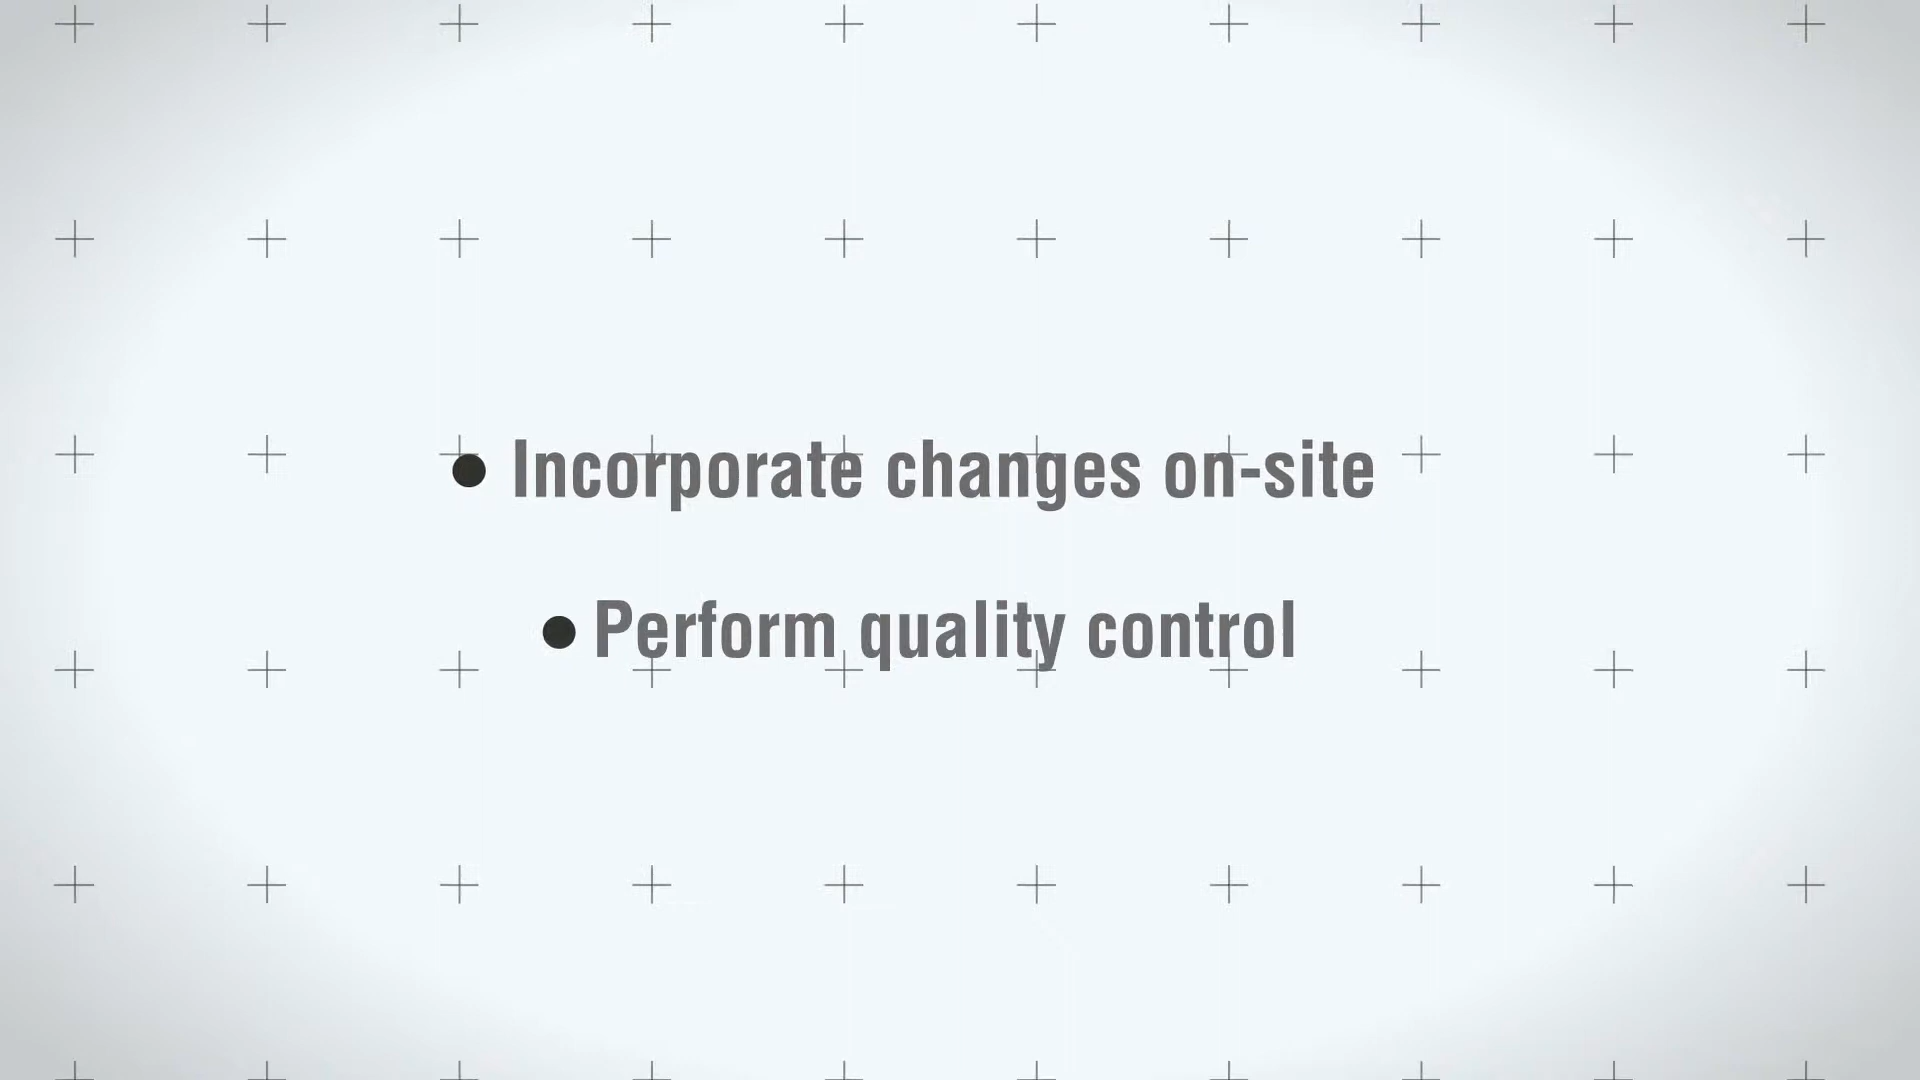 • Incorporate changes on-site
• Perform quality control